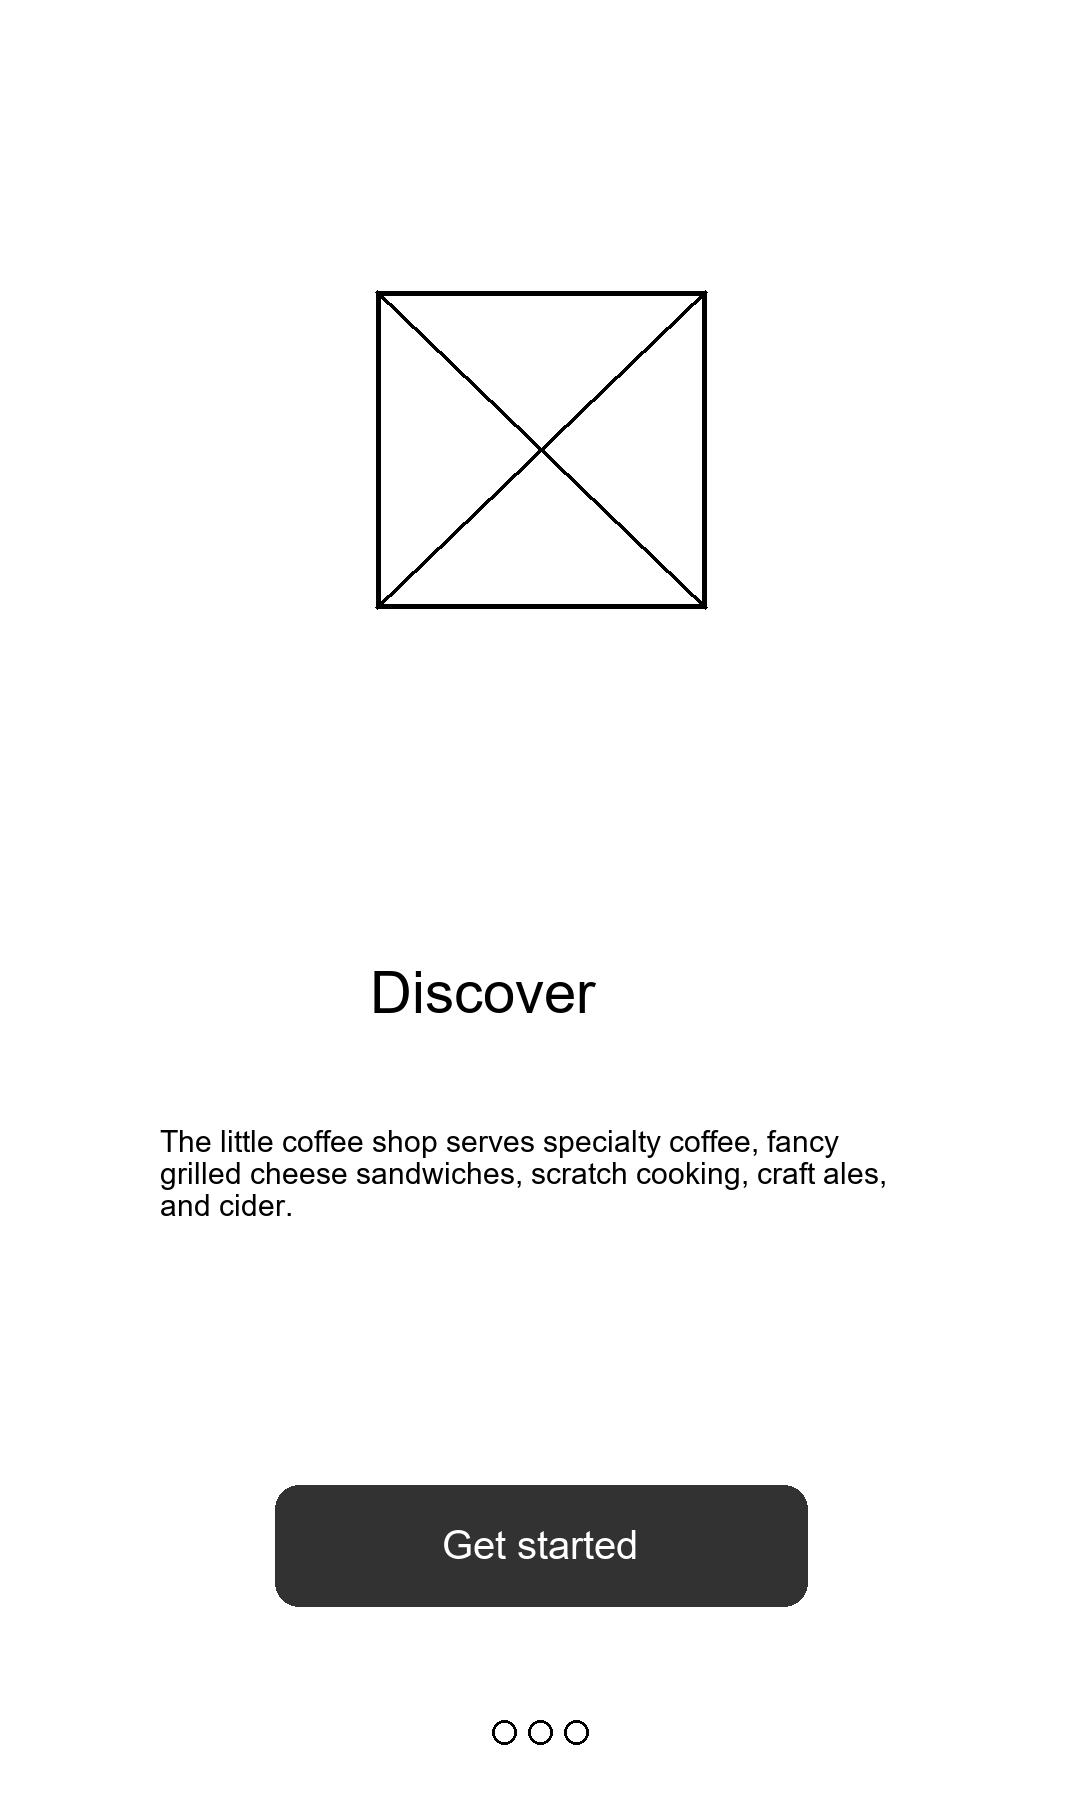 Discover
The little coffee shop serves specialty coffee, fancy
grilled cheese sandwiches, scratch cooking, craft ales,
and cider.
Get started